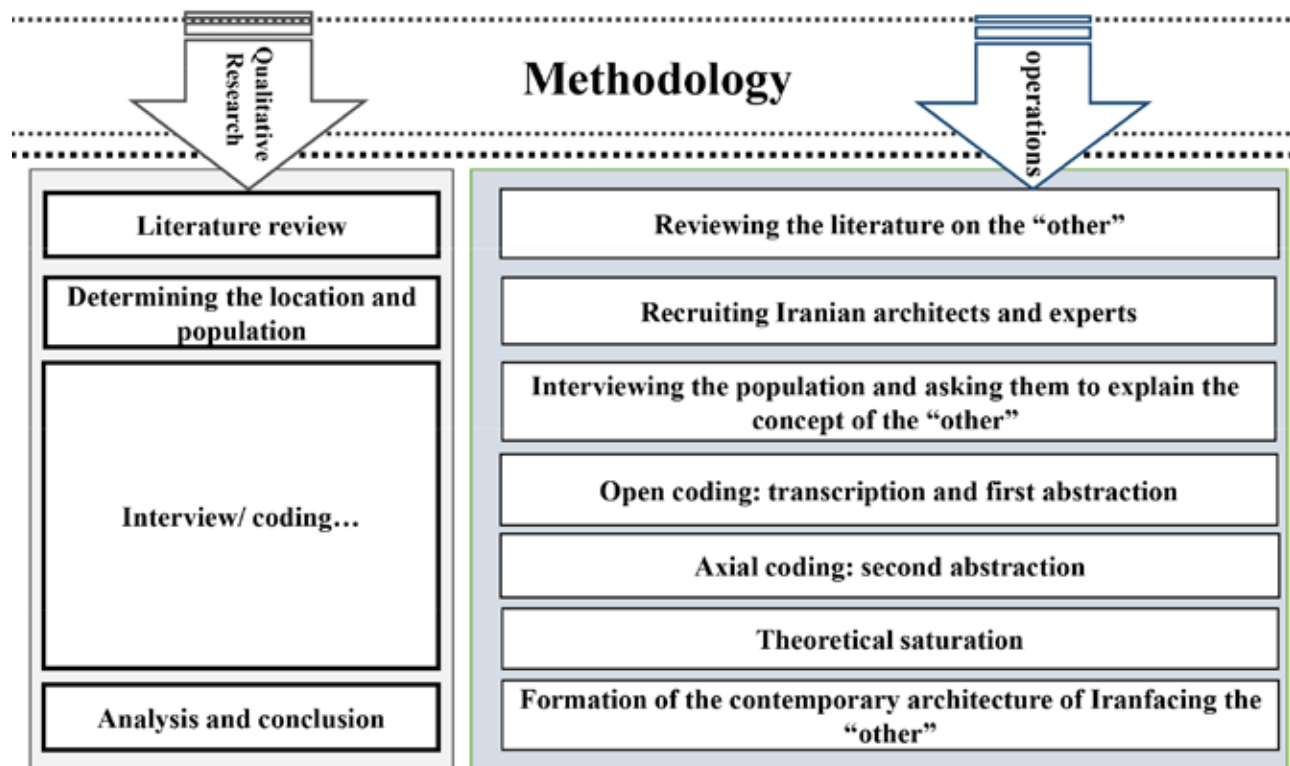 Methodology
Qualitative
Research
operations
Literature review
Reviewing the literature on the “other”
Determining the location and
population
Recruiting Iranian architects and experts
Interview/ coding…
Interviewing the population and asking them to explain the
concept of the “other”
Open coding: transcription and first abstraction
Axial coding: second abstraction
Theoretical saturation
Analysis and conclusion
Formation of the contemporary architecture of Iranfacing the
“other”